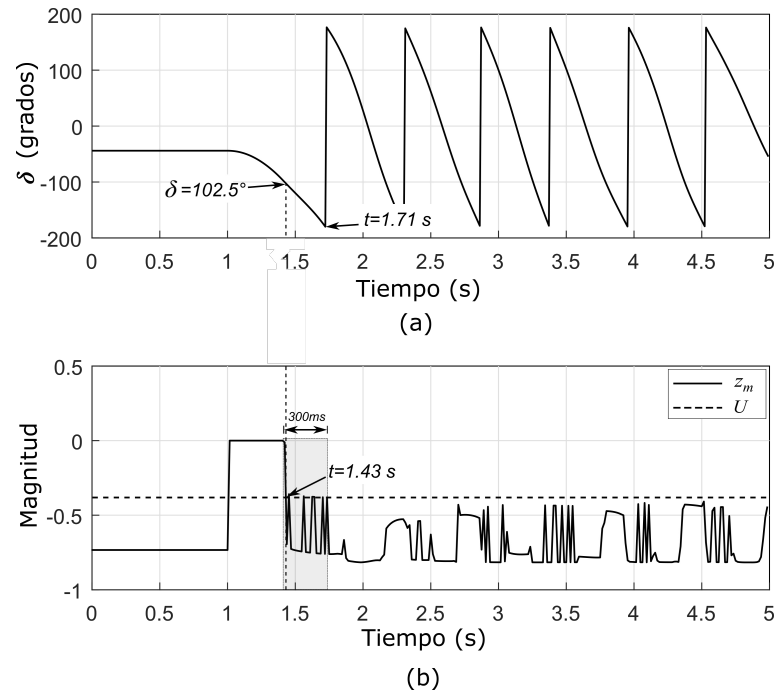 200
100
0
-100
-200
δ (grados)
δ =102.5°
t=1.71 s
0 0.5 1 1.5 2 2.5 3 3.5 4 4.5 5
Tiempo (s)
(a)
0.5
0
-0.5
-1
Magnitud
300ms
t=1.43 s
z_m
U
0 0.5 1 1.5 2 2.5 3 3.5 4 4.5 5
Tiempo (s)
(b)